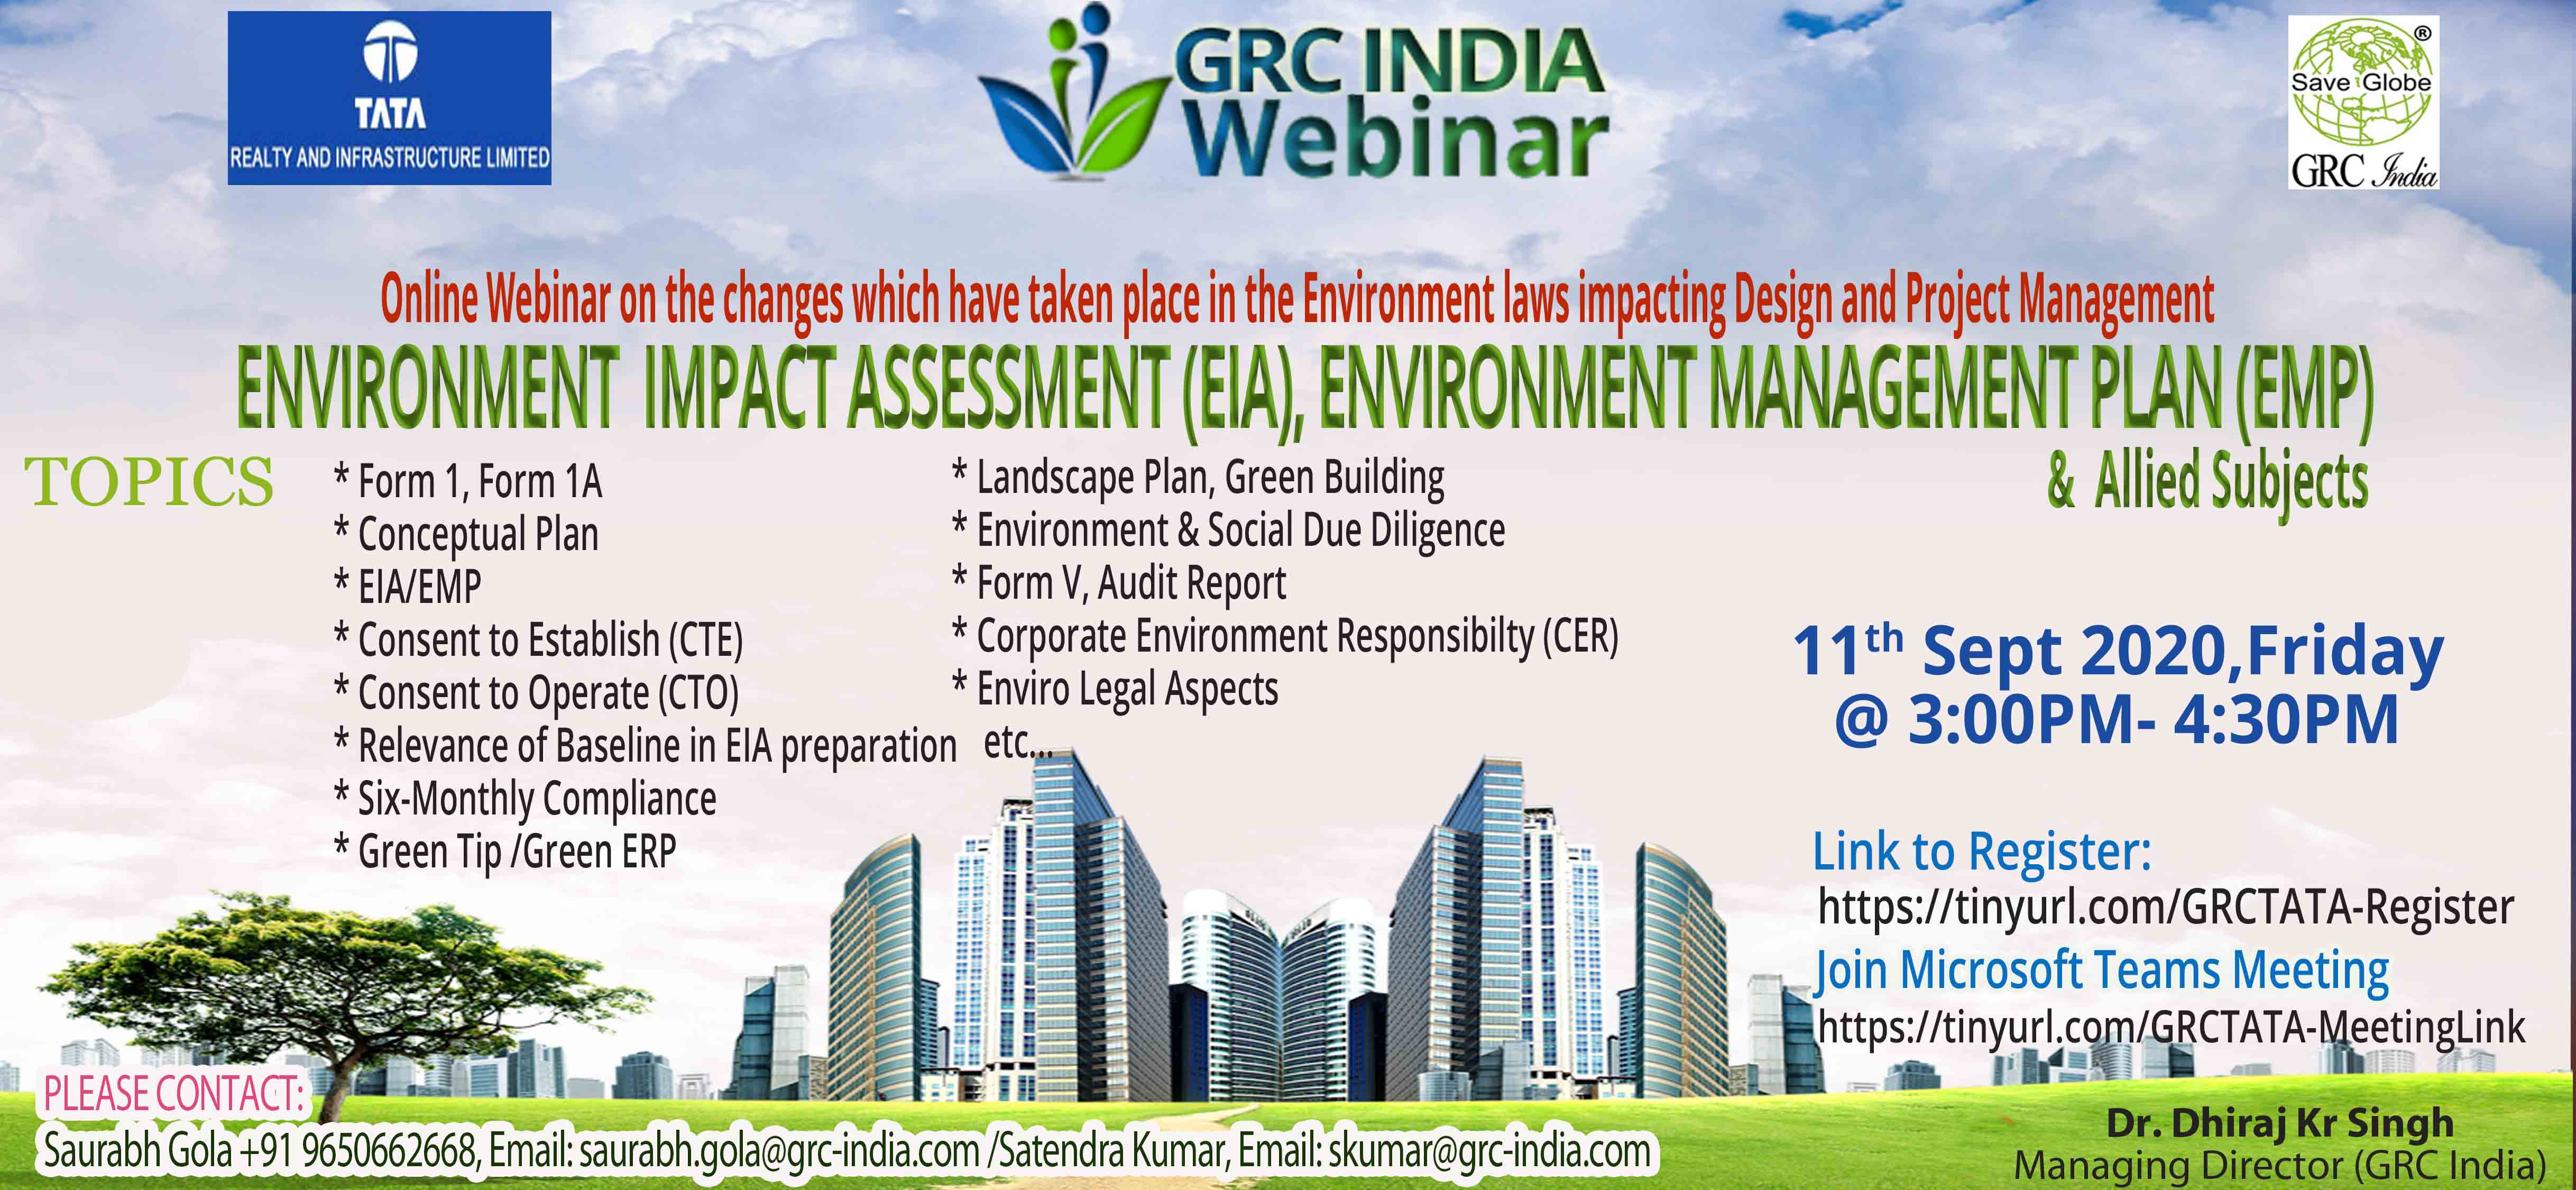 TATA
REALTY AND INFRASTRUCTURE LIMITED
GRC INDIA
Webinar
®
Save Globe
GRC India
Online Webinar on the changes which have taken place in the Environment laws impacting Design and Project Management
ENVIRONMENT IMPACT ASSESSMENT (EIA), ENVIRONMENT MANAGEMENT PLAN (EMP)
& Allied Subjects
TOPICS
* Form 1, Form 1A
* Conceptual Plan
* EIA/EMP
* Consent to Establish (CTE)
* Consent to Operate (CTO)
* Relevance of Baseline in EIA preparation
* Six-Monthly Compliance
* Green Tip /Green ERP
* Landscape Plan, Green Building
* Environment & Social Due Diligence
* Form V, Audit Report
* Corporate Environment Responsibilty (CER)
* Enviro Legal Aspects
etc...
11th Sept 2020,Friday
@ 3:00PM- 4:30PM
Link to Register:
https://tinyurl.com/GRCTATA-Register
Join Microsoft Teams Meeting
https://tinyurl.com/GRCTATA-MeetingLink
PLEASE CONTACT:
Saurabh Gola +91 9650662668, Email: saurabh.gola@grc-india.com /Satendra Kumar, Email: skumar@grc-india.com
Dr. Dhiraj Kr Singh
Managing Director (GRC India)